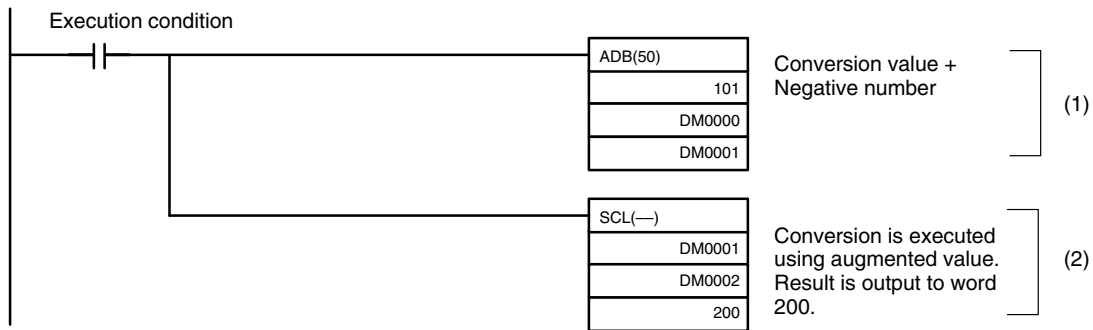 Execution condition
ADB(50)
101
DM0000
DM0001
Conversion value +
Negative number
(1)
SCL(—)
DM0001
DM0002
200
Conversion is executed
using augmented value.
Result is output to word
200.
(2)